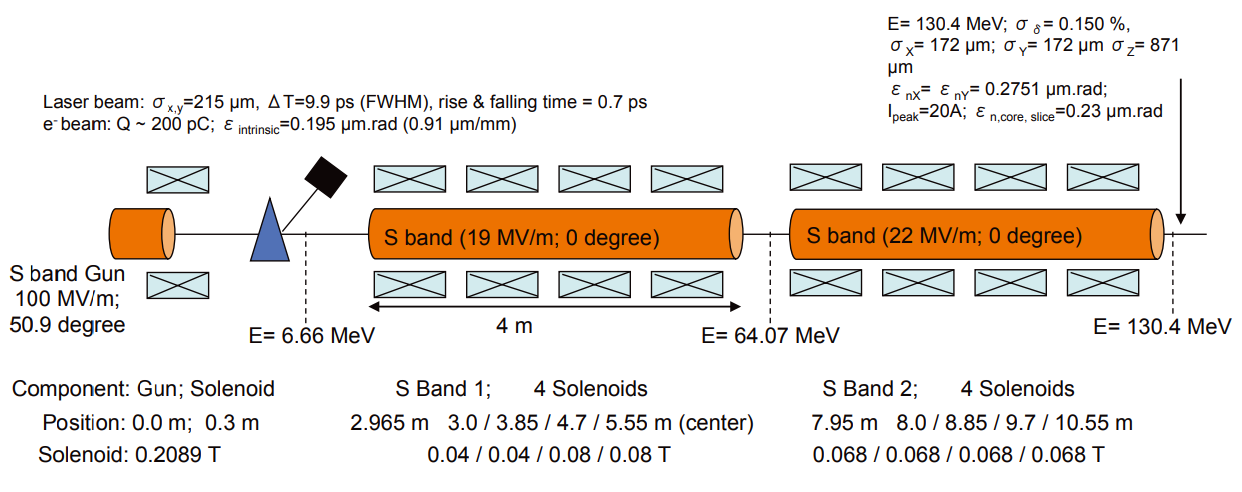 E= 130.4 MeV; σ δ = 0.150 %,
σ X= 172 µm; σ Y= 172 µm σ Z= 871
µm
ε nX= ε nY= 0.2751 µm.rad;
Ipeak=20A; ε n,core, slice=0.23 µm.rad
Laser beam: σ x,y=215 µm, ΔT=9.9 ps (FWHM), rise & falling time = 0.7 ps
e- beam: Q ~ 200 pC; ε intrinsic=0.195 µm.rad (0.91 µm/mm)
S band (19 MV/m; 0 degree)
S band (22 MV/m; 0 degree)
S band Gun
100 MV/m;
50.9 degree
4 m
E= 6.66 MeV
E= 64.07 MeV
E= 130.4 MeV
Component: Gun; Solenoid
Position: 0.0 m; 0.3 m
Solenoid: 0.2089 T
S Band 1; 4 Solenoids
2.965 m 3.0 / 3.85 / 4.7 / 5.55 m (center)
0.04 / 0.04 / 0.08 / 0.08 T
S Band 2; 4 Solenoids
7.95 m 8.0 / 8.85 / 9.7 / 10.55 m
0.068 / 0.068 / 0.068 / 0.068 T